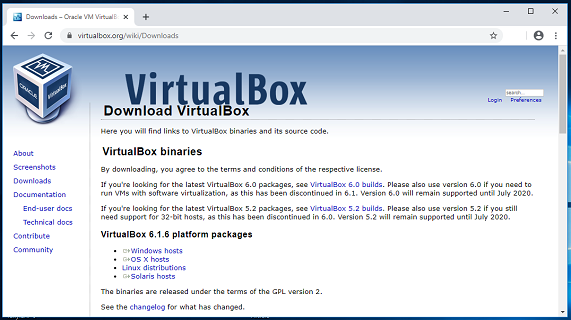 Downloads – Oracle VM VirtualB
virtualbox.org/wiki/Downloads
VM
ORACLE
VirtualBox
VirtualBox
search...
Login Preferences
Download VirtualBox
Here you will find links to VirtualBox binaries and its source code.
VirtualBox binaries
By downloading, you agree to the terms and conditions of the respective license.
If you're looking for the latest VirtualBox 6.0 packages, see VirtualBox 6.0 builds. Please also use version 6.0 if you need to
run VMs with software virtualization, as this has been discontinued in 6.1. Version 6.0 will remain supported until July 2020.
If you're looking for the latest VirtualBox 5.2 packages, see VirtualBox 5.2 builds. Please also use version 5.2 if you still
need support for 32-bit hosts, as this has been discontinued in 6.0. Version 5.2 will remain supported until July 2020.
VirtualBox 6.1.6 platform packages
Windows hosts
OS X hosts
Linux distributions
Solaris hosts
The binaries are released under the terms of the GPL version 2.
See the changelog for what has changed.
About
Screenshots
Downloads
Documentation
End-user docs
Technical docs
Contribute
Community